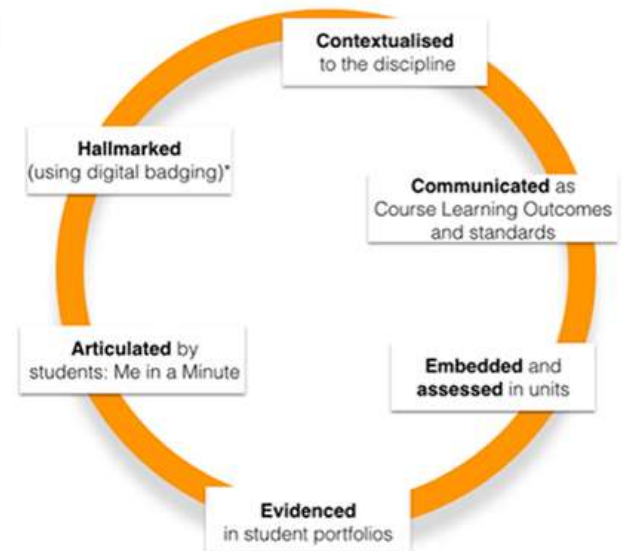 Contextualised
to the discipline
Communicated as
Course Learning Outcomes
and standards
Embedded and
assessed in units
Evidenced
in student portfolios
Articulated by
students: Me in a Minute
Hallmarked
(using digital badging)*